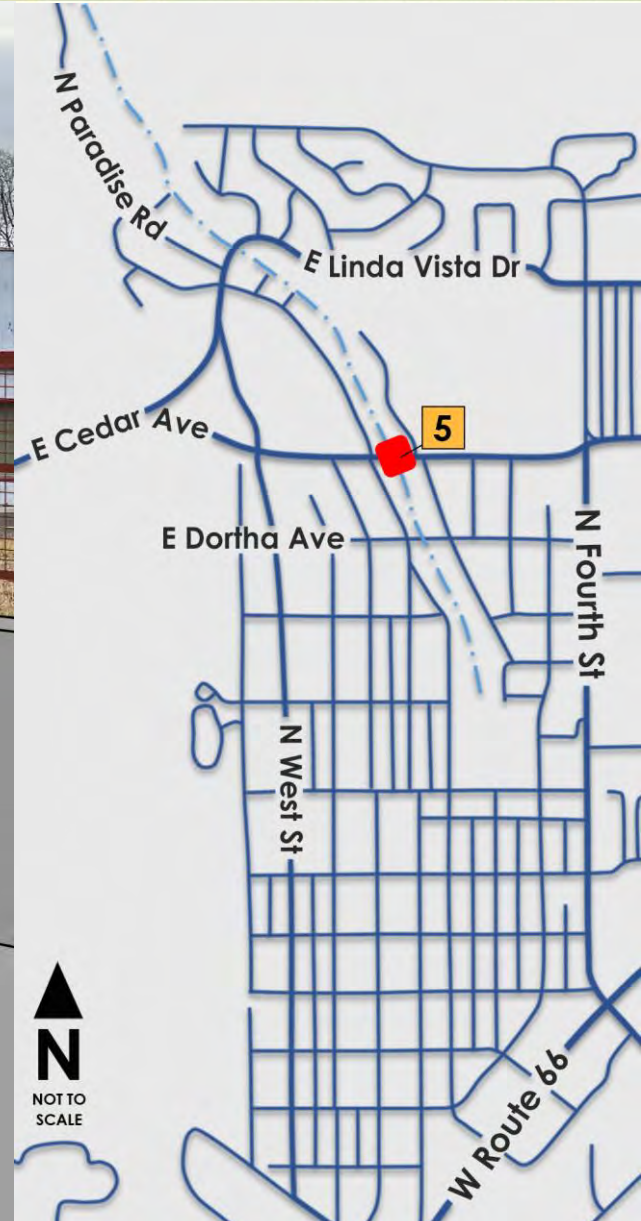 N Paradise Rd
E Linda Vista Dr
E Cedar Ave
5
E Dortha Ave
N Fourth St
N West St
N
NOT TO
SCALE
W Route 66